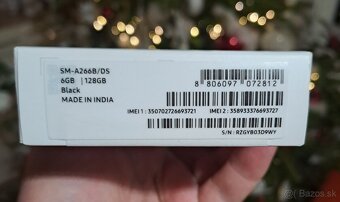 SM-A266B/DS
6GB | 128GB
Black
MADE IN INDIA
8 806097 072812
IMEI 1 : 350702726693721 IMEI 2 : 358933376693727
S/N : RZGYB03O9WY
Bazos.sk